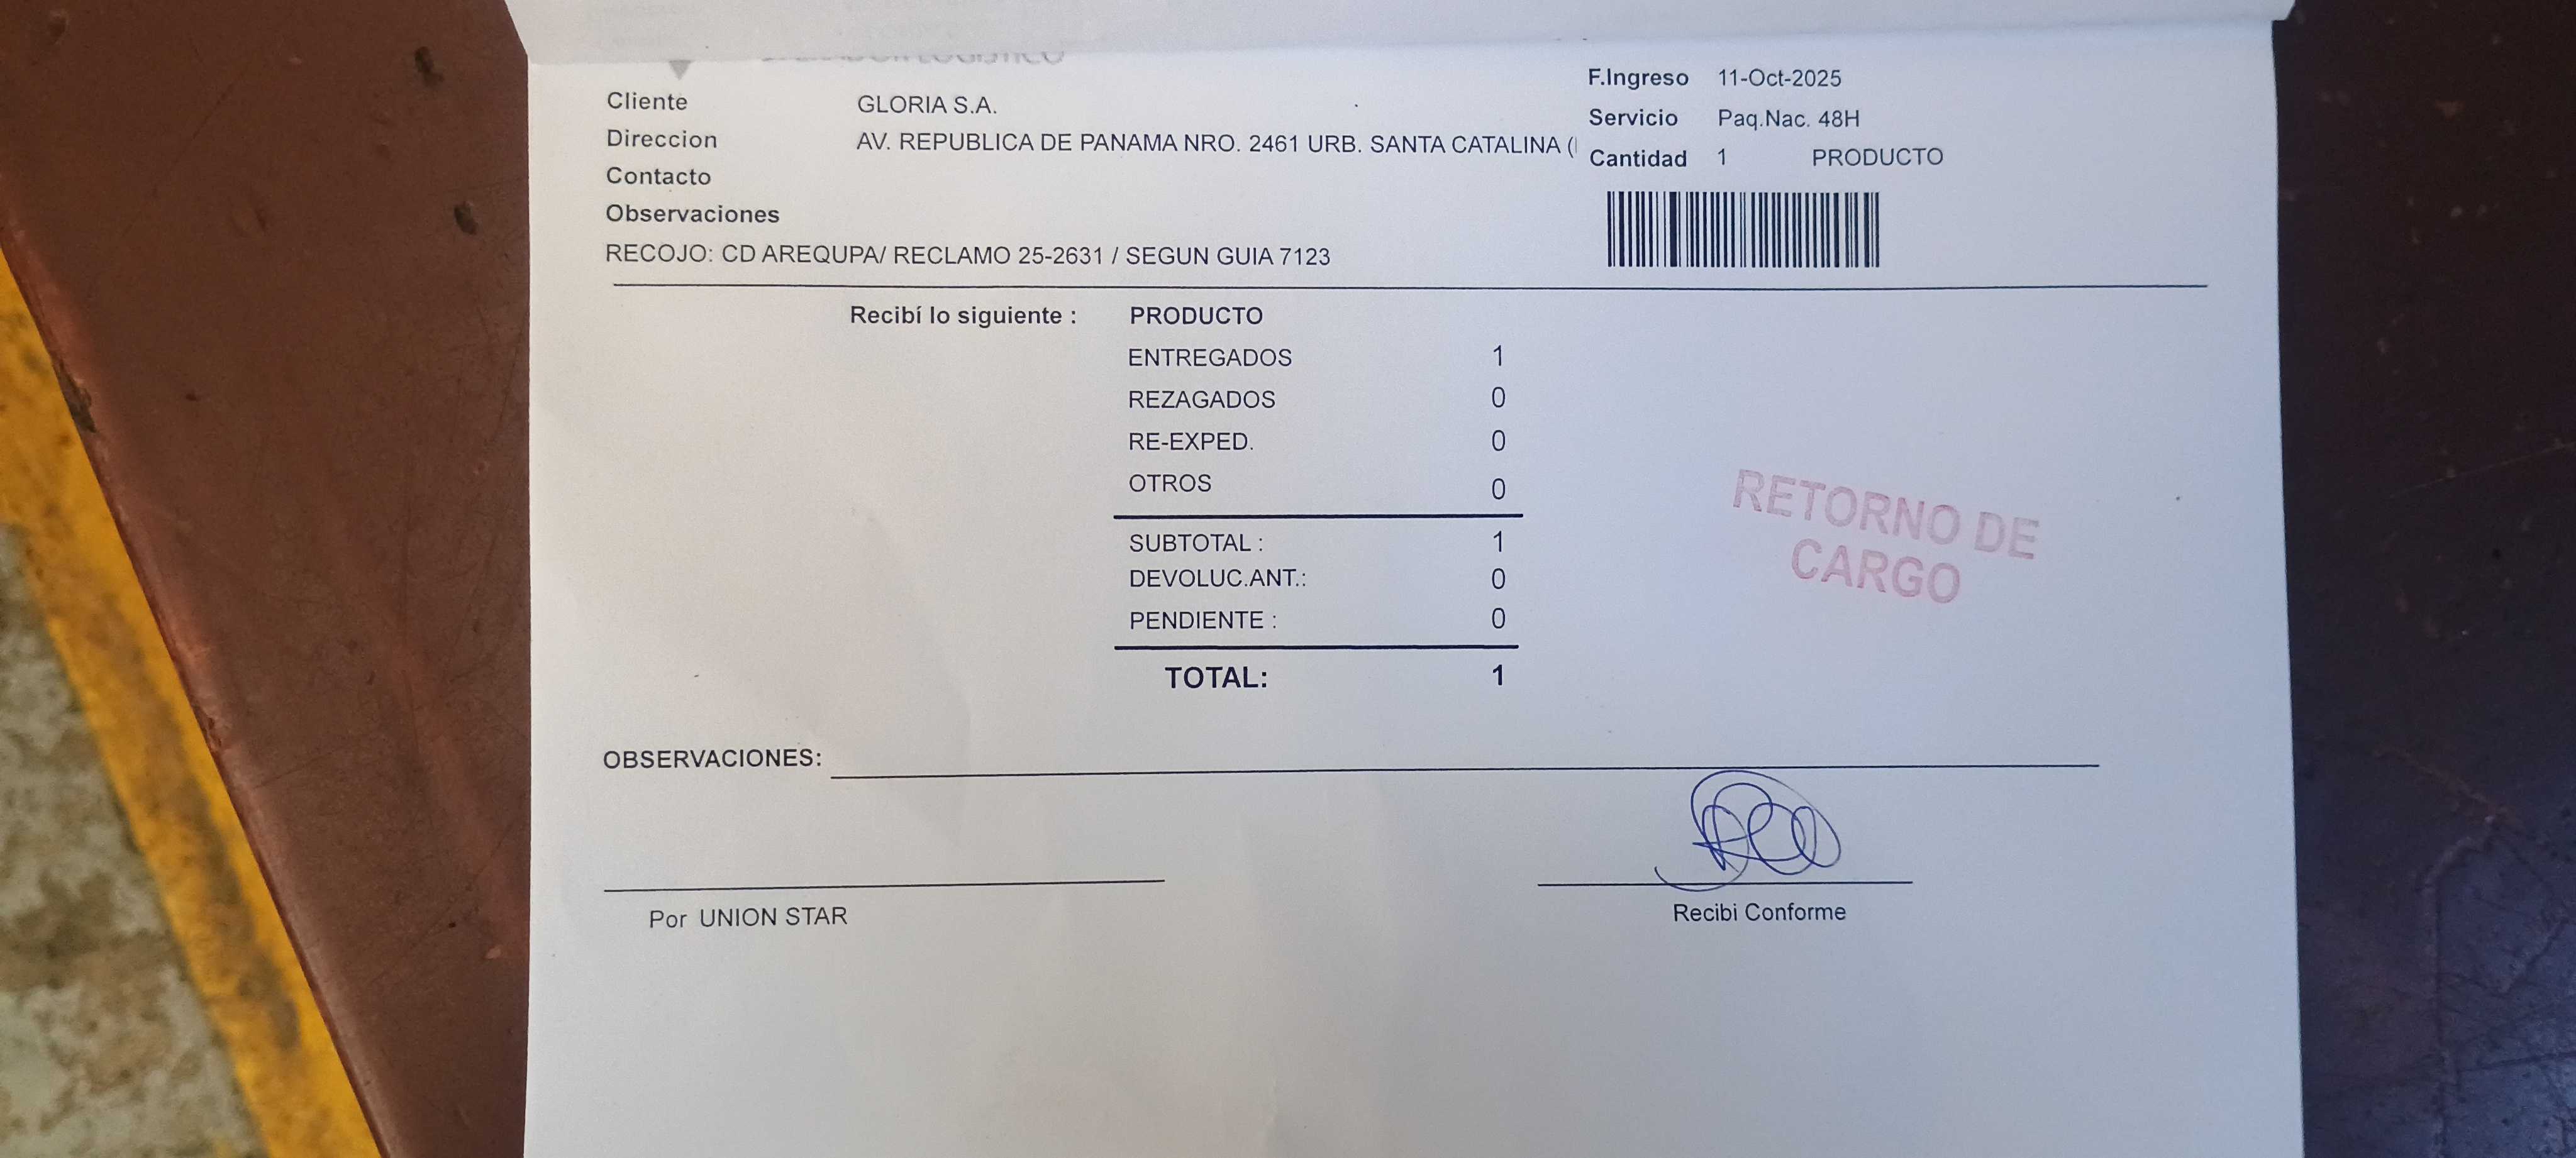 Cliente GLORIA S.A.
Direccion AV. REPUBLICA DE PANAMA NRO. 2461 URB. SANTA CATALINA (
Contacto
Observaciones
RECOJO: CD AREQUPA/ RECLAMO 25-2631 / SEGUN GUIA 7123
F.Ingreso 11-Oct-2025
Servicio Paq.Nac. 48H
Cantidad 1 PRODUCTO
Recibí lo siguiente : PRODUCTO
ENTREGADOS 1
REZAGADOS 0
RE-EXPED. 0
OTROS 0
SUBTOTAL : 1
DEVOLUC.ANT.: 0
PENDIENTE : 0
TOTAL: 1
RETORNO DE
CARGO
OBSERVACIONES:
Por UNION STAR
Recibi Conforme